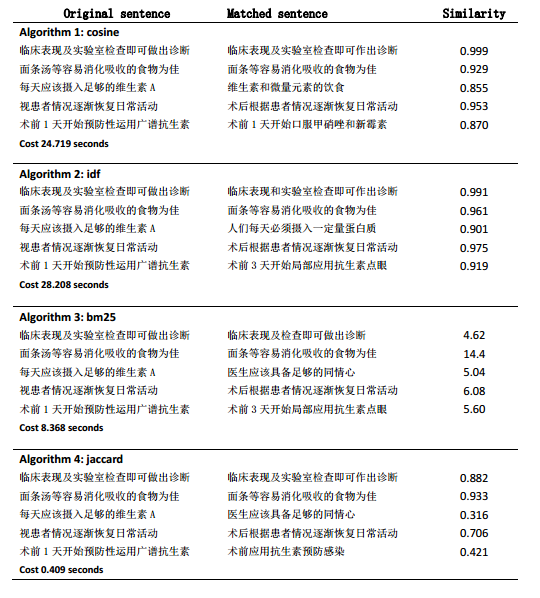 Original sentence Matched sentence Similarity
Algorithm 1: cosine
临床表现及实验室检查即可做出诊断 临床表现及实验室检查即可作出诊断 0.999
面条汤等容易消化吸收的食物为佳 面条等容易消化吸收的食物为佳 0.929
每天应该摄入足够的维生素 A 维生素和微量元素的饮食 0.855
视患者情况逐渐恢复日常活动 术后根据患者情况逐渐恢复日常活动 0.953
术前 1 天开始预防性运用广谱抗生素 术前 1 天开始口服甲硝唑和新霉素 0.870
Cost 24.719 seconds
Algorithm 2: idf
临床表现及实验室检查即可做出诊断 临床表现和实验室检查即可作出诊断 0.991
面条汤等容易消化吸收的食物为佳 面条等容易消化吸收的食物为佳 0.961
每天应该摄入足够的维生素 A 人们每天必须摄入一定量蛋白质 0.901
视患者情况逐渐恢复日常活动 术后根据患者情况逐渐恢复日常活动 0.975
术前 1 天开始预防性运用广谱抗生素 术前 3 天开始局部应用抗生素点眼 0.919
Cost 28.208 seconds
Algorithm 3: bm25
临床表现及实验室检查即可做出诊断 临床表现及检查即可做出诊断 4.62
面条汤等容易消化吸收的食物为佳 面条等容易消化吸收的食物为佳 14.4
每天应该摄入足够的维生素 A 医生应该具备足够的同情心 5.04
视患者情况逐渐恢复日常活动 术后根据患者情况逐渐恢复日常活动 6.08
术前 1 天开始预防性运用广谱抗生素 术前 3 天开始局部应用抗生素点眼 5.60
Cost 8.368 seconds
Algorithm 4: jaccard
临床表现及实验室检查即可做出诊断 临床表现及实验室检查即可作出诊断 0.882
面条汤等容易消化吸收的食物为佳 面条等容易消化吸收的食物为佳 0.933
每天应该摄入足够的维生素 A 医生应该具备足够的同情心 0.316
视患者情况逐渐恢复日常活动 术后根据患者情况逐渐恢复日常活动 0.706
术前 1 天开始预防性运用广谱抗生素 术前应用抗生素预防感染 0.421
Cost 0.409 seconds